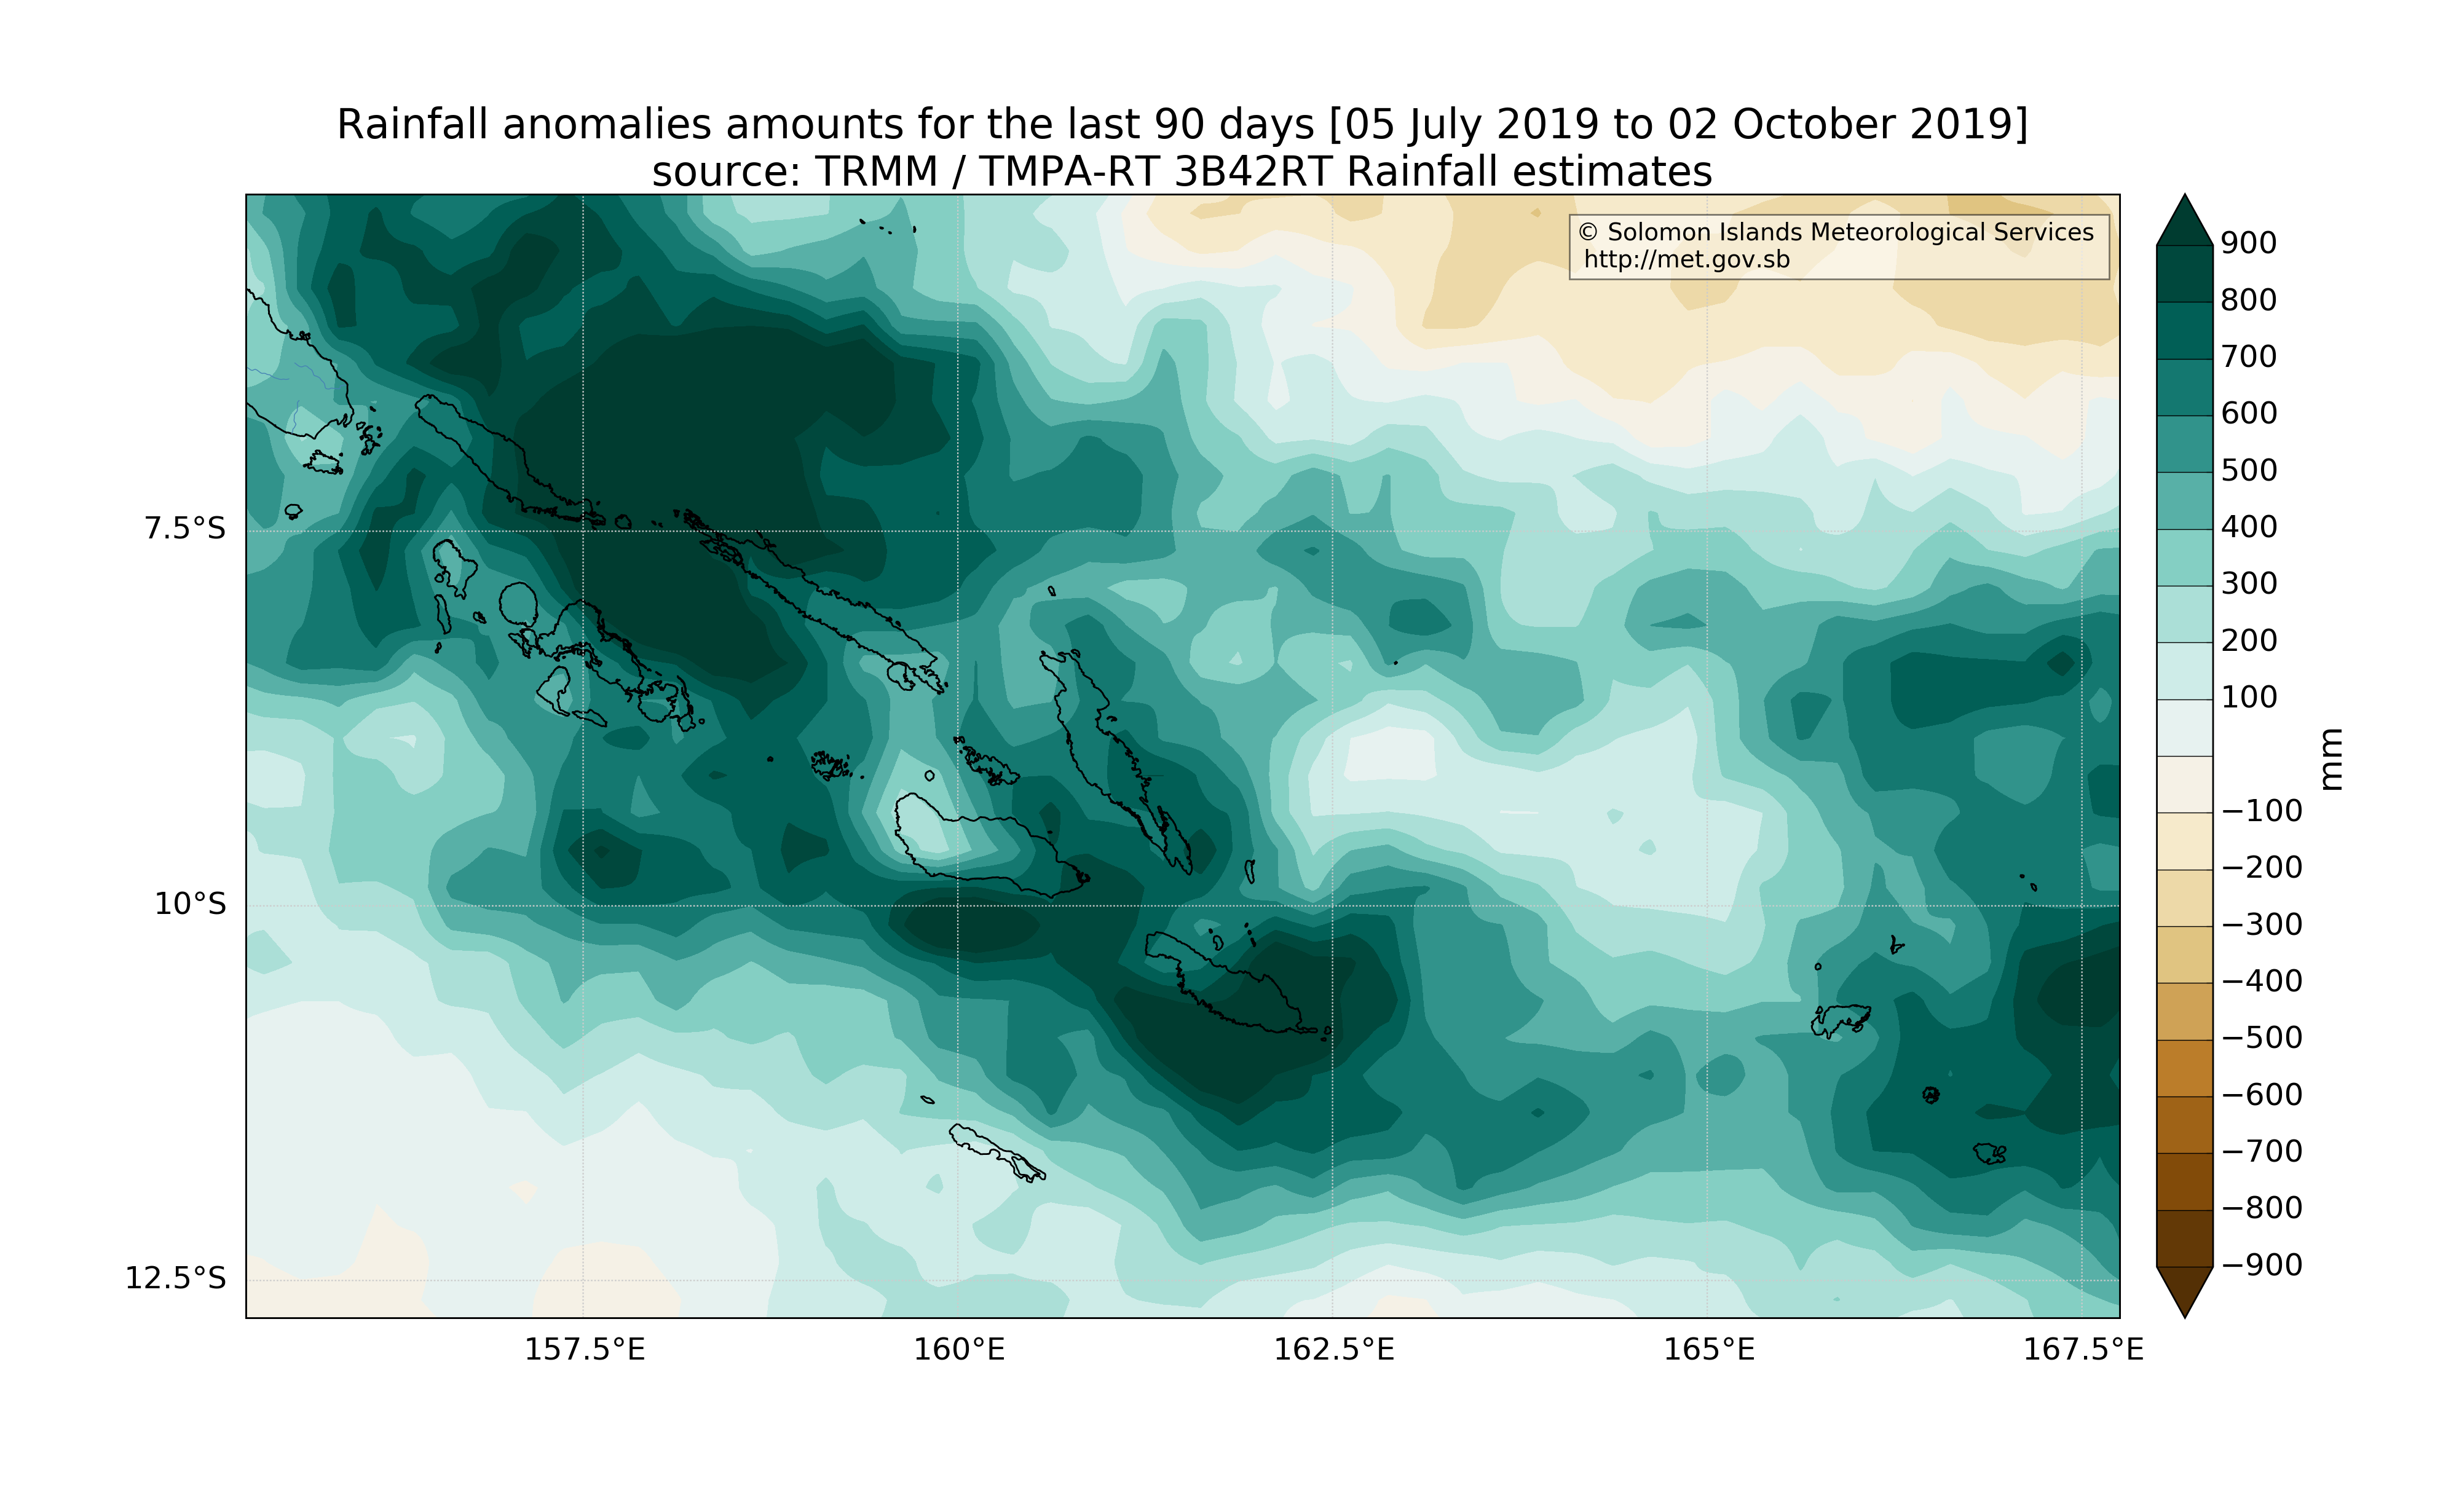 Rainfall anomalies amounts for the last 90 days [05 July 2019 to 02 October 2019]
source: TRMM / TMPA-RT 3B42RT Rainfall estimates
© Solomon Islands Meteorological Services
http://met.gov.sb
7.5°S
10°S
12.5°S
157.5°E
160°E
162.5°E
165°E
167.5°E
900
800
700
600
500
400
300
200
100
−100
−200
−300
−400
−500
−600
−700
−800
−900
mm